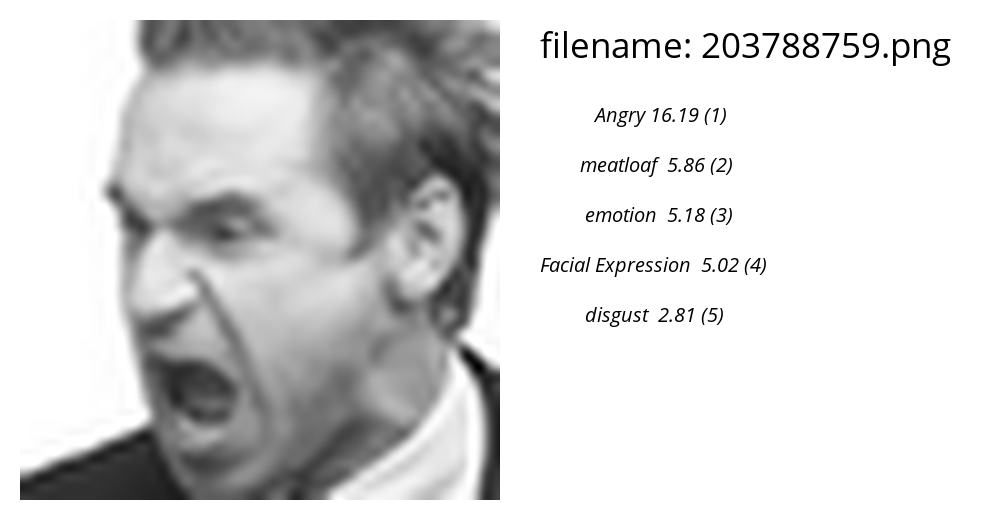 filename: 203788759.png
Angry 16.19 (1)
meatloaf 5.86 (2)
emotion 5.18 (3)
Facial Expression 5.02 (4)
disgust 2.81 (5)